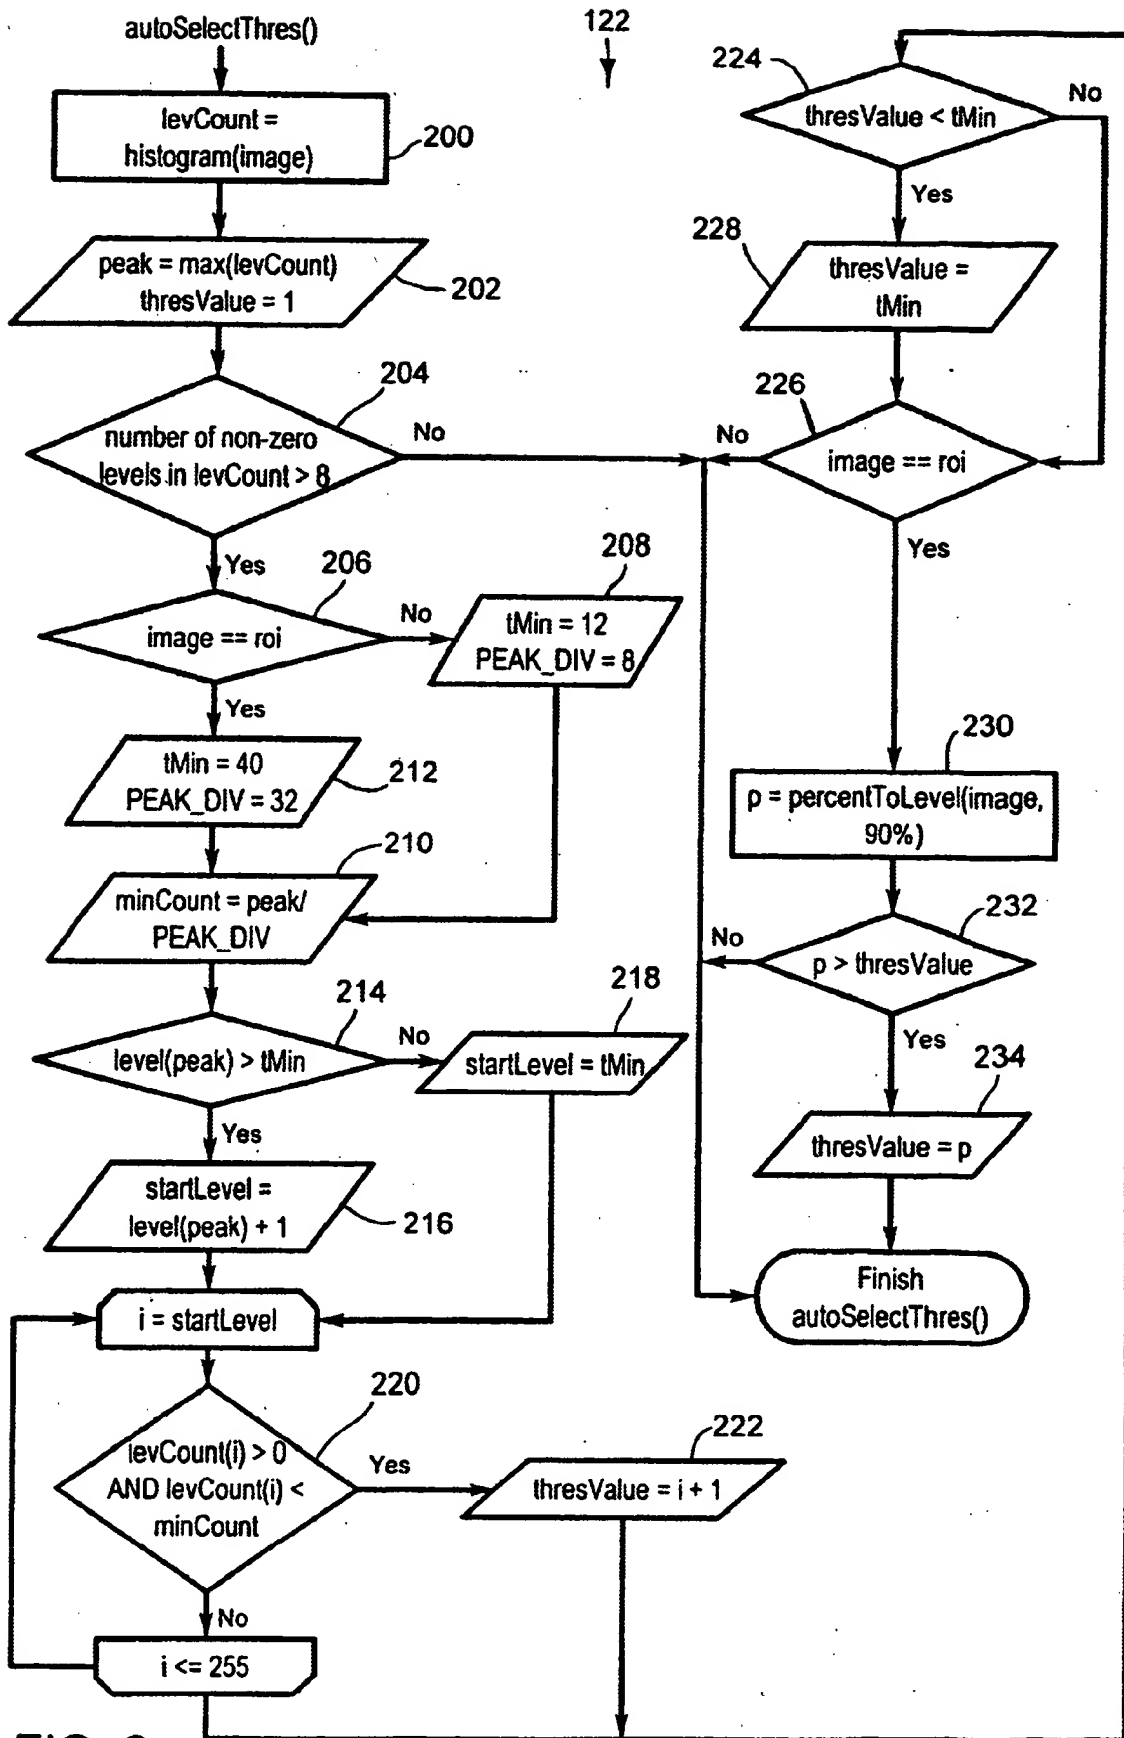 autoSelectThres()
122
levCount =
histogram(image)
200
peak = max(levCount)
thresValue = 1
202
204
number of non-zero
levels in levCount > 8
No
Yes
206
image == roi
No
208
tMin = 12
PEAK_DIV = 8
Yes
tMin = 40
PEAK_DIV = 32
212
210
minCount = peak/
PEAK_DIV
214
level(peak) > tMin
No
218
startLevel = tMin
Yes
startLevel =
level(peak) + 1
216
i = startLevel
220
levCount(i) > 0
AND levCount(i) <
minCount
Yes
222
thresValue = i + 1
No
i <= 255
224
thresValue < tMin
No
Yes
228
thresValue =
tMin
226
No
image == roi
Yes
230
p = percentToLevel(image,
90%)
232
No
p > thresValue
Yes
234
thresValue = p
Finish
autoSelectThres()